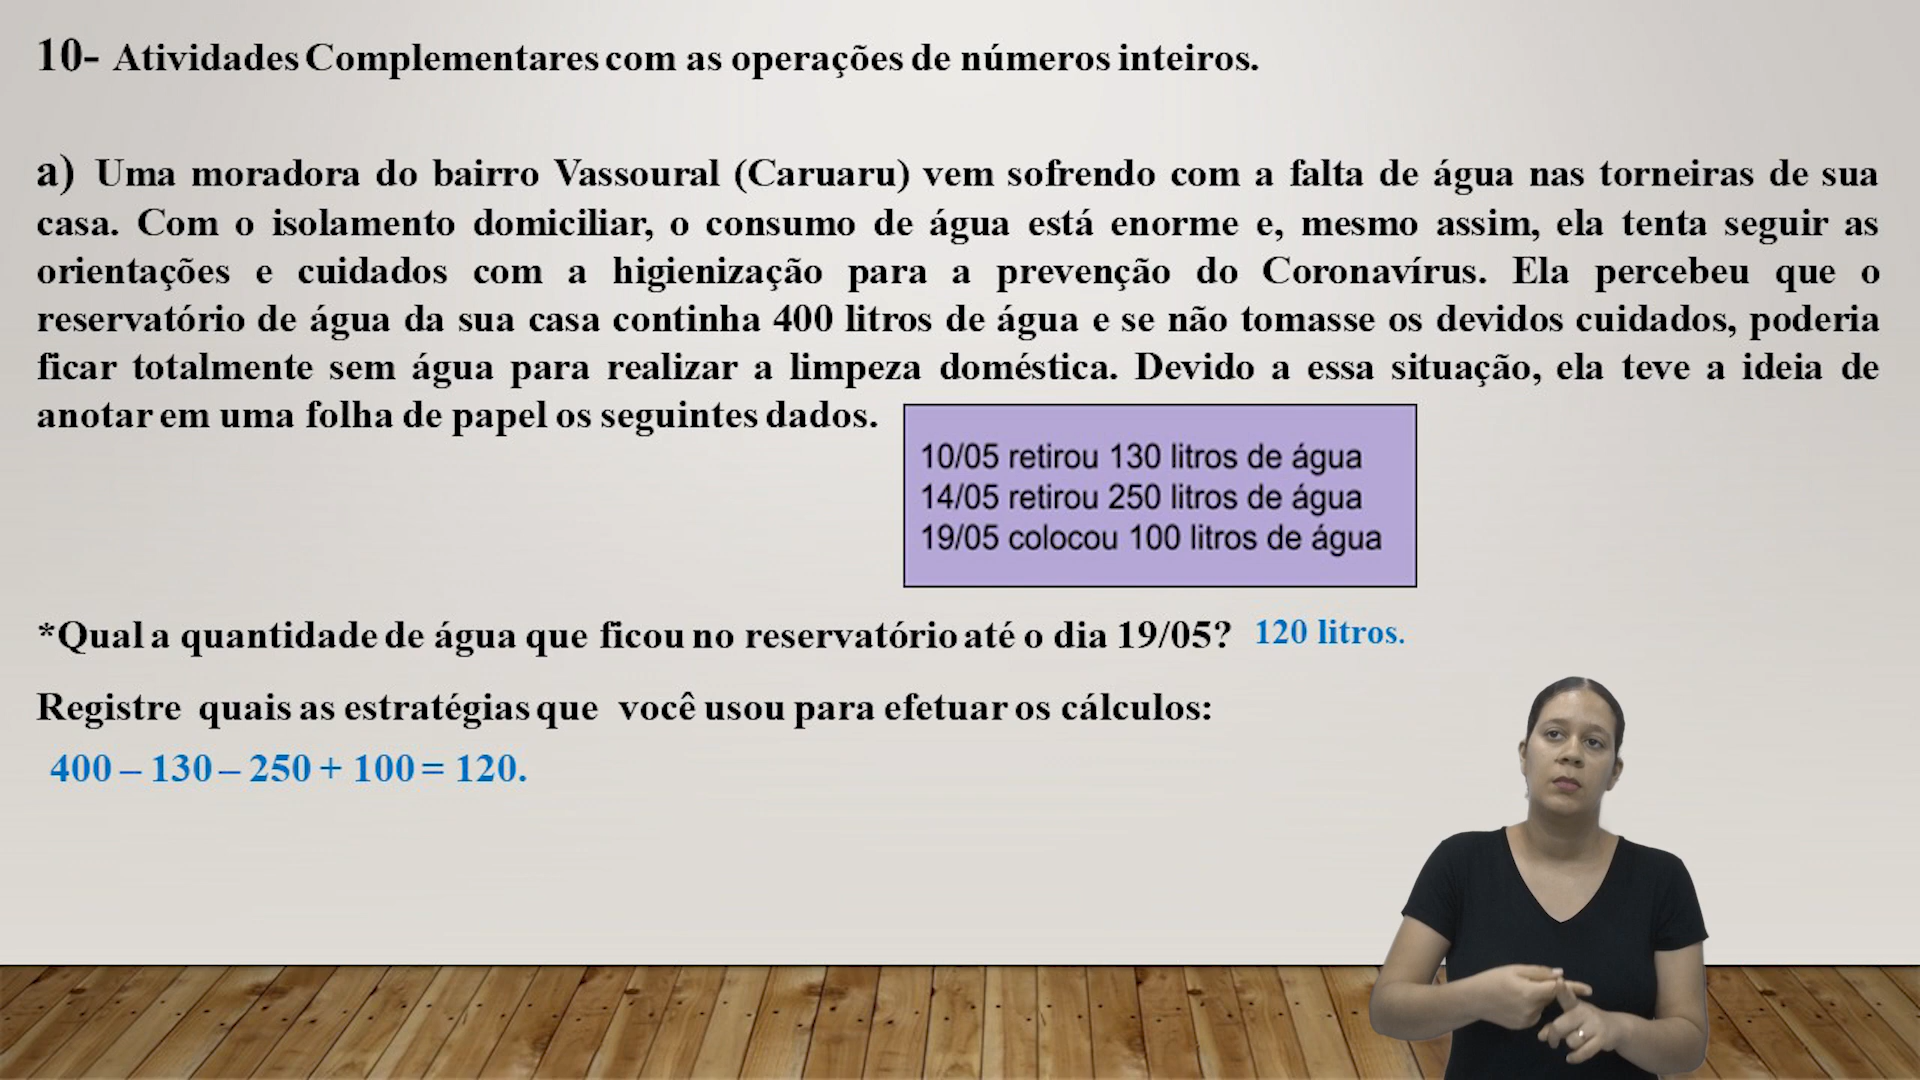 10- Atividades Complementares com as operações de números inteiros.
a) Uma moradora do bairro Vassoural (Caruaru) vem sofrendo com a falta de água nas torneiras de sua
casa. Com o isolamento domiciliar, o consumo de água está enorme e, mesmo assim, ela tenta seguir as
orientações e cuidados com a higienização para a prevenção do Coronavírus. Ela percebeu que o
reservatório de água da sua casa continha 400 litros de água e se não tomasse os devidos cuidados, poderia
ficar totalmente sem água para realizar a limpeza doméstica. Devido a essa situação, ela teve a ideia de
anotar em uma folha de papel os seguintes dados.
10/05 retirou 130 litros de água
14/05 retirou 250 litros de água
19/05 colocou 100 litros de água
*Qual a quantidade de água que ficou no reservatório até o dia 19/05? 120 litros.
Registre quais as estratégias que você usou para efetuar os cálculos:
400 – 130 – 250 + 100 = 120.